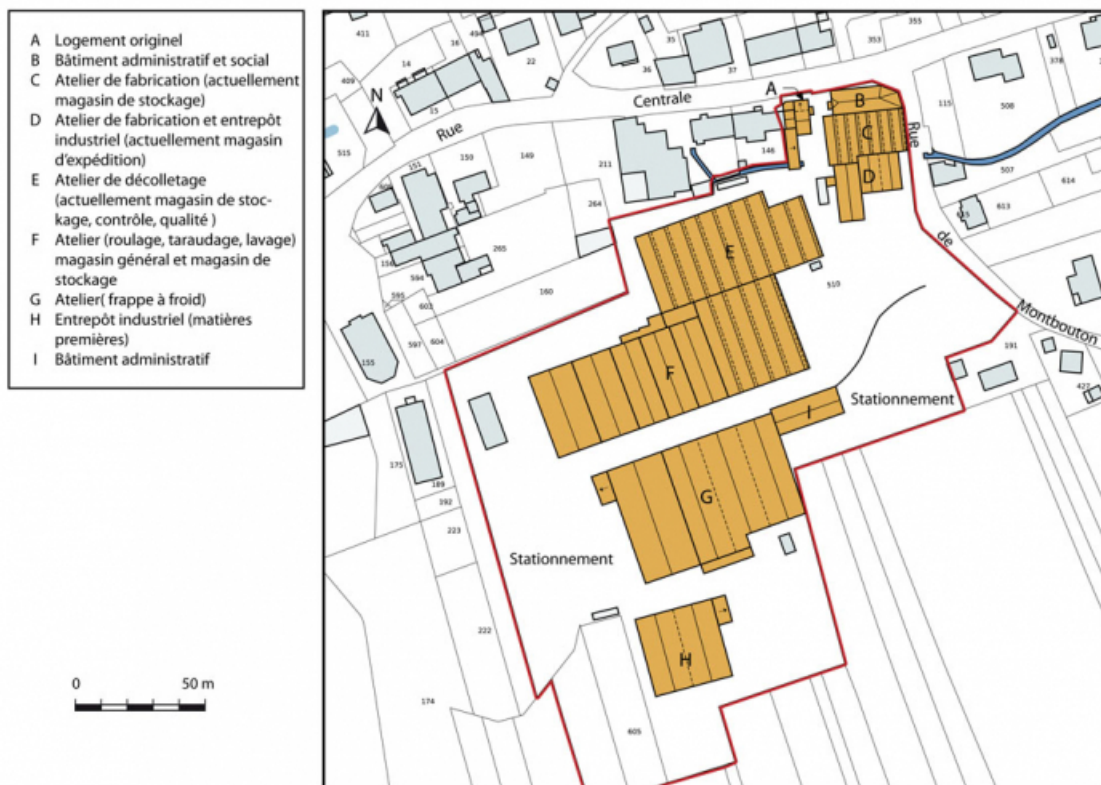 A Logement originel
B Bâtiment administratif et social
C Atelier de fabrication (actuellement
magasin de stockage)
D Atelier de fabrication et entrepôt
industriel (actuellement magasin
d'expédition)
E Atelier de décolletage
(actuellement magasin de stoc-
kage, contrôle, qualité )
F Atelier (roulage, taraudage, lavage)
magasin général et magasin de
stockage
G Atelier( frappe à froid)
H Entrepôt industriel (matières
premières)
I Bâtiment administratif
0 50 m
N
411
16
14
409
15
515
22
35
36
37
353
355
378
115
508
Rue
Centrale
A
B
C
D
Rue
de
Montbouton
146
151
150
149
211
264
265
594
595
602
160
597
604
155
507
614
613
E
510
F
I
Stationnement
191
422
175
189
192
223
G
Stationnement
222
174
H
605